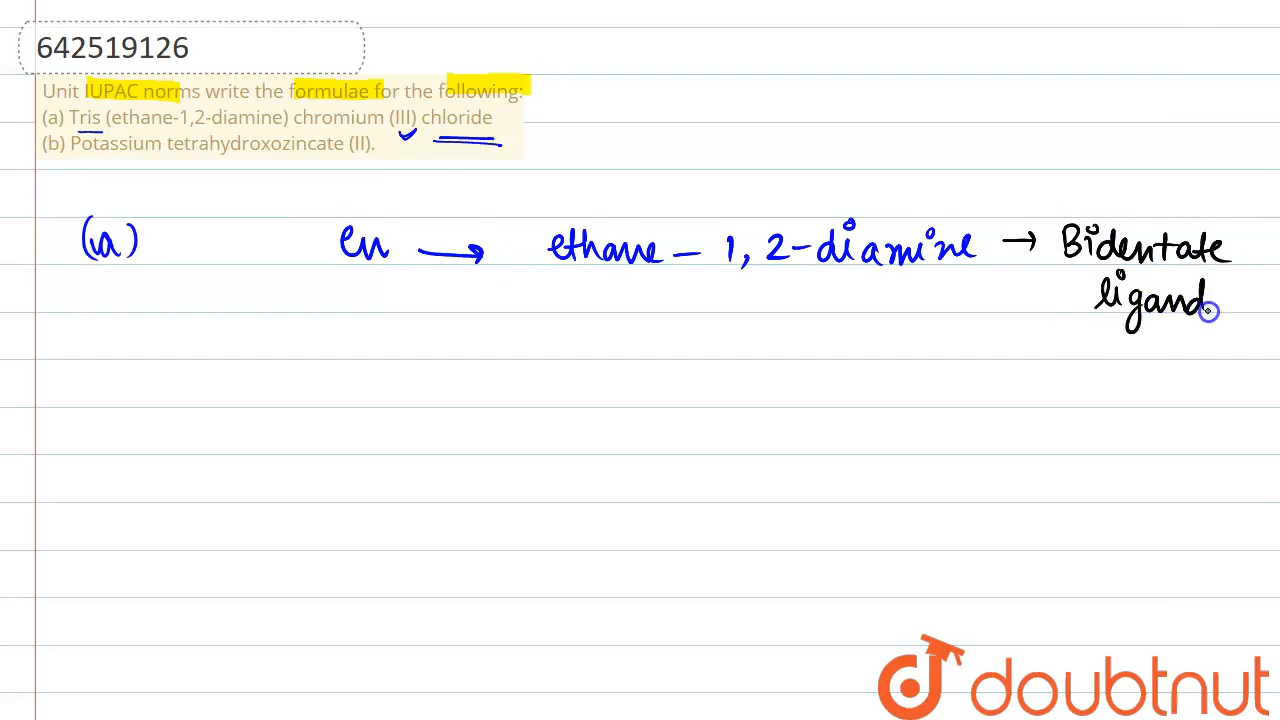 642519126
Unit IUPAC norms write the formulae for the following:
(a) Tris (ethane-1,2-diamine) chromium (III) chloride
(b) Potassium tetrahydroxozincate (II).
(a) en → ethane - 1, 2 - diamine → Bidentate
ligand
doubtnut